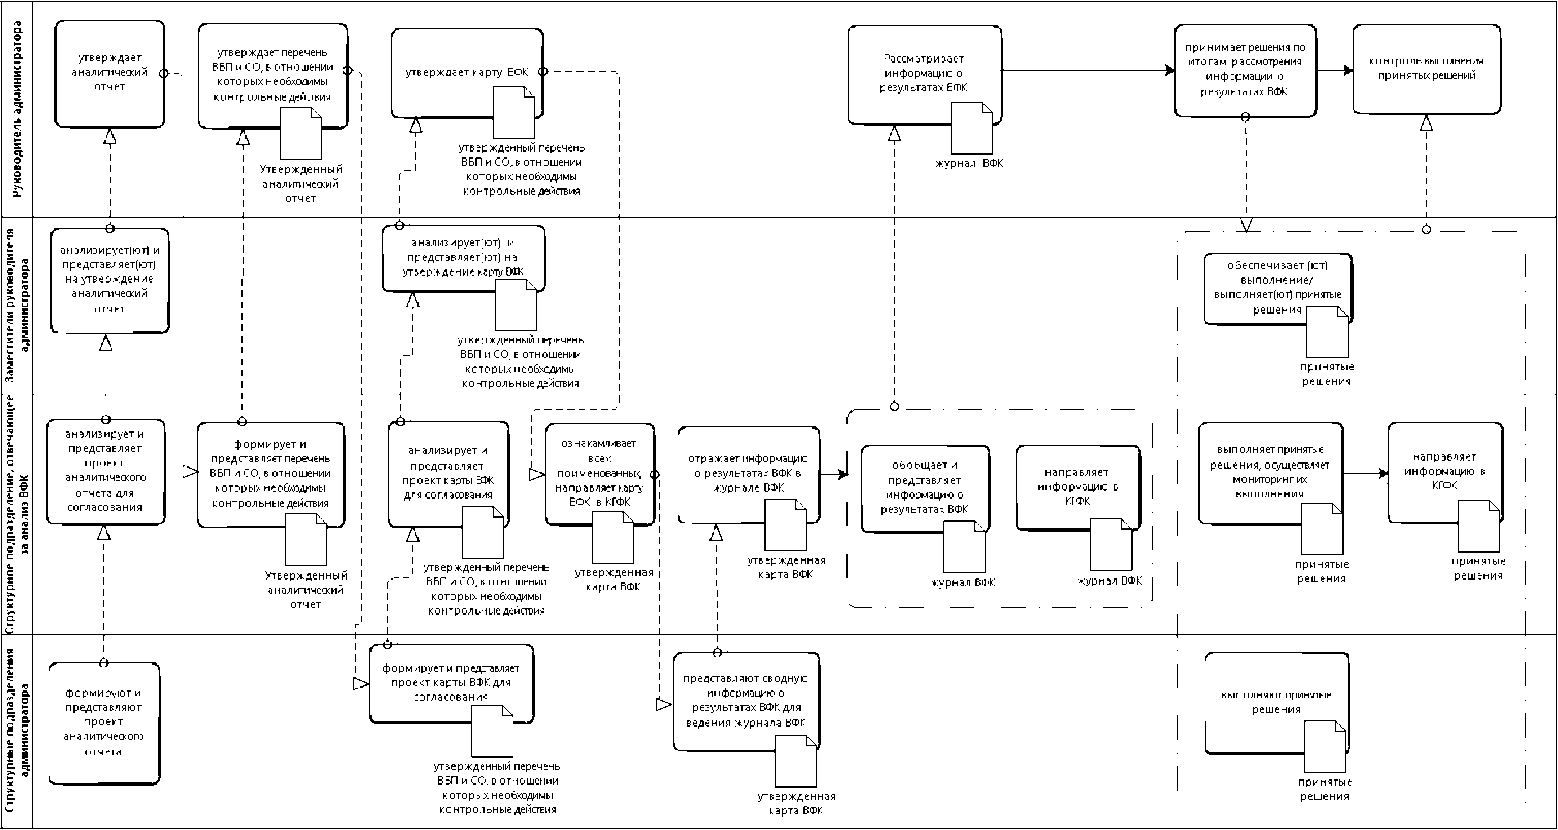 Руководитель администратора
утверждает
аналитический
отчет
утверждает перечень
ВБП и СО, в отношении
которых необходимы
контрольные действия
Утвержденный
аналитический
отчет
утверждает карту ВФК
утвержденный перечень
ВБП и СО, в отношении
которых необходимы
контрольные действия
Рассматривает
информацию о
результатах ВФК
журнал ВФК
принимает решения по
итогам рассмотрения
информации о
результатах ВФК
контроль выполнения
принятых решений
Заместители руководителя
администратора
анализирует(ют) и
представляет(ют)
на утверждение
аналитический
отчет
анализирует(ют) и
представляет(ют) на
утверждение карту ВФК
утвержденный перечень
ВБП и СО, в отношении
которых необходимы
контрольные действия
обеспечивает (ют)
выполнение/
выполняет(ют) принятые
решения
принятые
решения
Структурное подразделение, отвечающее
за анализ ВФК
анализирует и
представляет
проект
аналитического
отчета для
согласования
формирует и
представляет перечень
ВБП и СО, в отношении
которых необходимы
контрольные действия
Утвержденный
аналитический
отчет
анализирует и
представляет
проект карты ВФК
для согласования
утвержденный перечень
ВБП и СО, в отношении
которых необходимы
контрольные действия
ознакамливает
всех
поименованных,
направляет карту
ВФК в КГФК
утвержденная
карта ВФК
отражает информацию
о результатах ВФК в
журнале ВФК
утвержденная
карта ВФК
обобщает и
представляет
информацию о
результатах ВФК
журнал ВФК
направляет
информацию в
КГФК
журнал ВФК
выполняет принятые
решения, осуществляет
мониторинг их
выполнения
принятые
решения
направляет
информацию в
КГФК
принятые
решения
Структурные подразделения
администратора
формируют и
представляют
проект
аналитического
отчета
формирует и представляет
проект карты ВФК для
согласования
утвержденный перечень
ВБП и СО, в отношении
которых необходимы
контрольные действия
представляют сводную
информацию о
результатах ВФК для
ведения журнала ВФК
утвержденная
карта ВФК
выполняют принятые
решения
принятые
решения